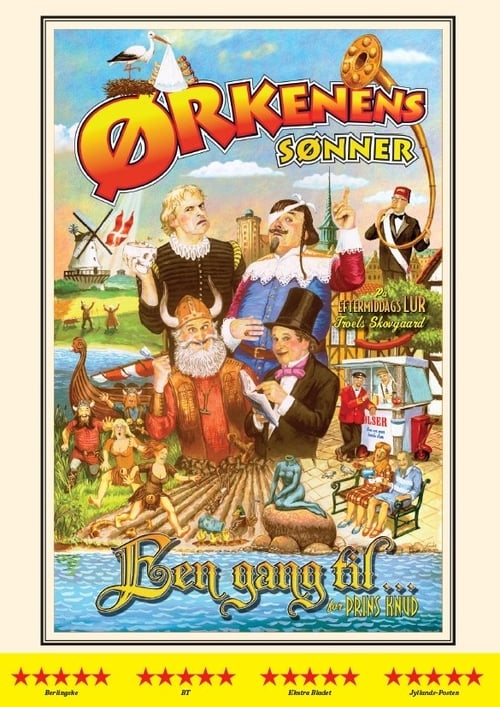 ØRKENENS
SØNNER
På
EFTERMIDDAGS LUR
Troels Skovgaard
ØLSER
Een gang til...
for PRINS KNUD
Berlingske
BT
Ekstra Bladet
Jyllands-Posten